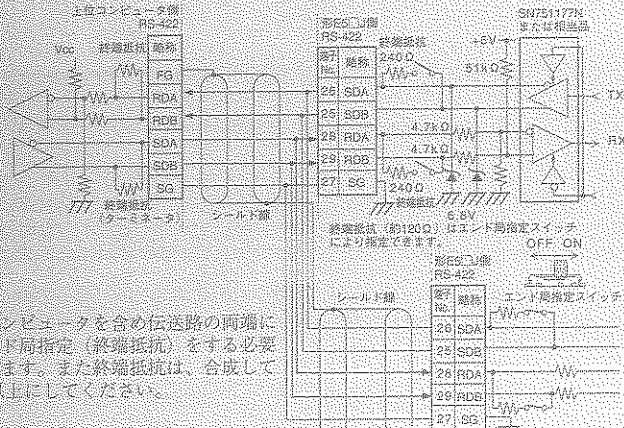 上位コンピュータ側
RS-422
Vcc 終端抵抗 略称
FG
RDA
RDB
SDA
SDB
SG
終端抵抗
(ターミネータ)
シールド線
形E5□J側
RS-422
端子 No. 略称
26 SDA
25 SDB
28 RDA
29 RDB
27 SG
終端抵抗
240Ω
+5V
51kΩ
4.7kΩ
4.7kΩ
240Ω
終端抵抗
6.8V
SN751177N
または相当品
TX
RX
終端抵抗(約120Ω)はエンド局指定スイッチ
により指定できます。
OFF ON
エンド局指定スイッチ
形E5□J側
RS-422
シールド線
端子 No. 略称
26 SDA
25 SDB
28 RDA
29 RDB
27 SG
ンピュータを含め伝送路の両端に
ド局指定(終端抵抗)をする必要
ます。また終端抵抗は、合成して
上にしてください。